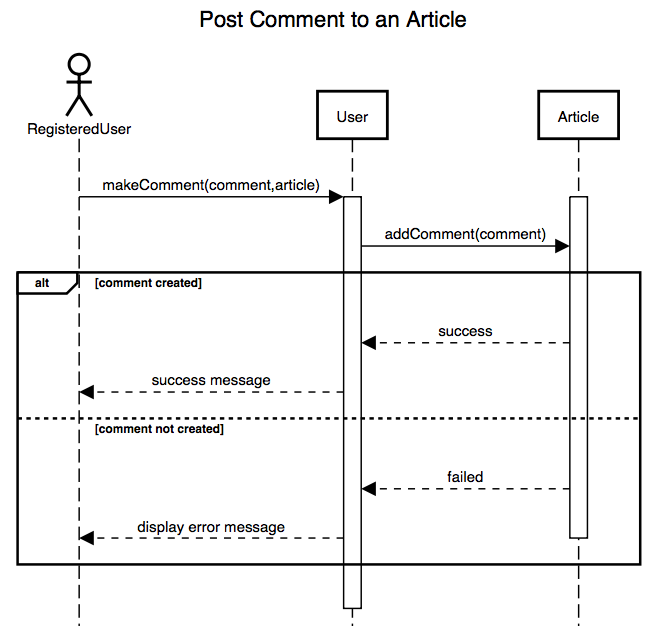 Post Comment to an Article
RegisteredUser
User
Article
makeComment(comment,article)
addComment(comment)
alt
[comment created]
success
success message
[comment not created]
failed
display error message